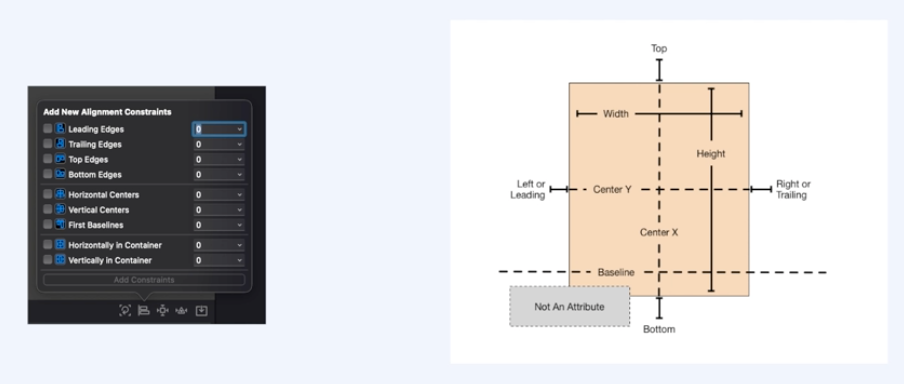 Add New Alignment Constraints
Leading Edges 0
Trailing Edges 0
Top Edges 0
Bottom Edges 0
Horizontal Centers 0
Vertical Centers 0
First Baselines 0
Horizontally in Container 0
Vertically in Container 0
Add Constraints
Top
Width
Height
Left or
Leading
Center Y
Right or
Trailing
Center X
Baseline
Not An Attribute
Bottom